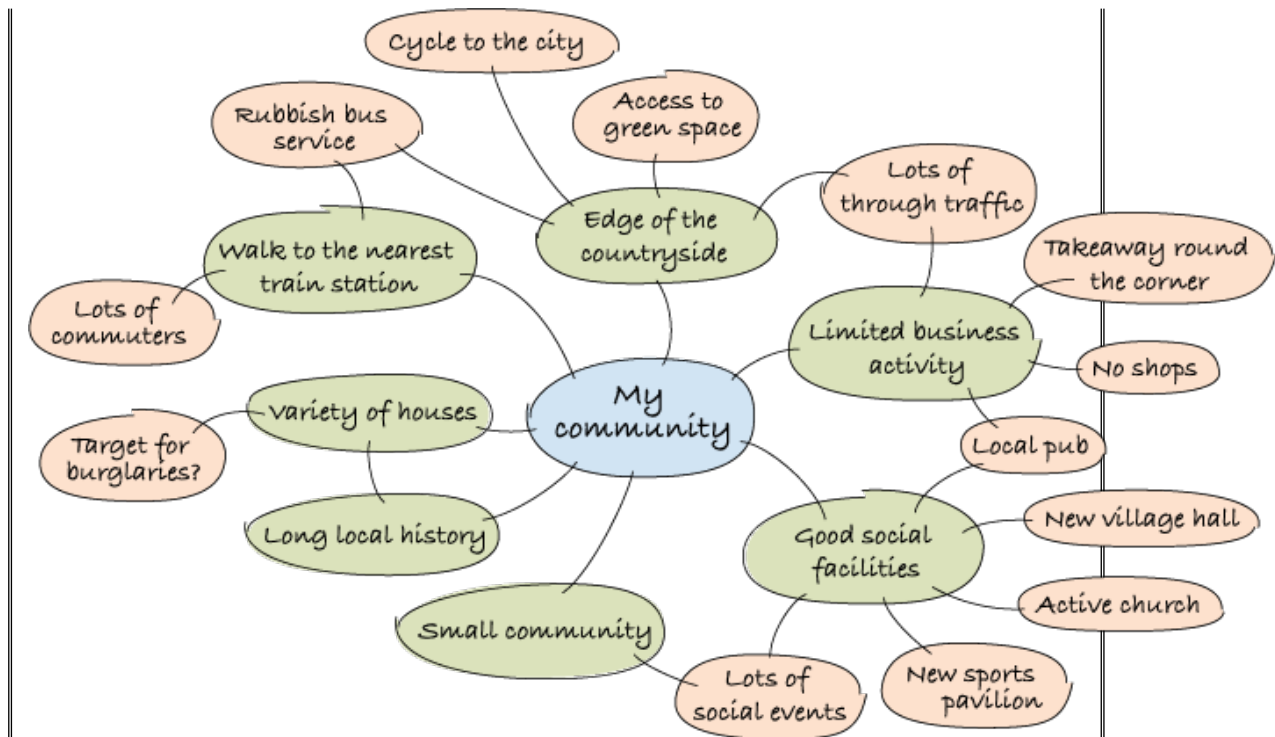 Cycle to the city
Rubbish bus
service
Access to
green space
Lots of
through traffic
Edge of the
countryside
Walk to the nearest
train station
Takeaway round
the corner
Lots of
commuters
Limited business
activity
No shops
My
community
Variety of houses
Target for
burglaries?
Local pub
Long local history
New village hall
Good social
facilities
Active church
Small community
Lots of
social events
New sports
pavilion